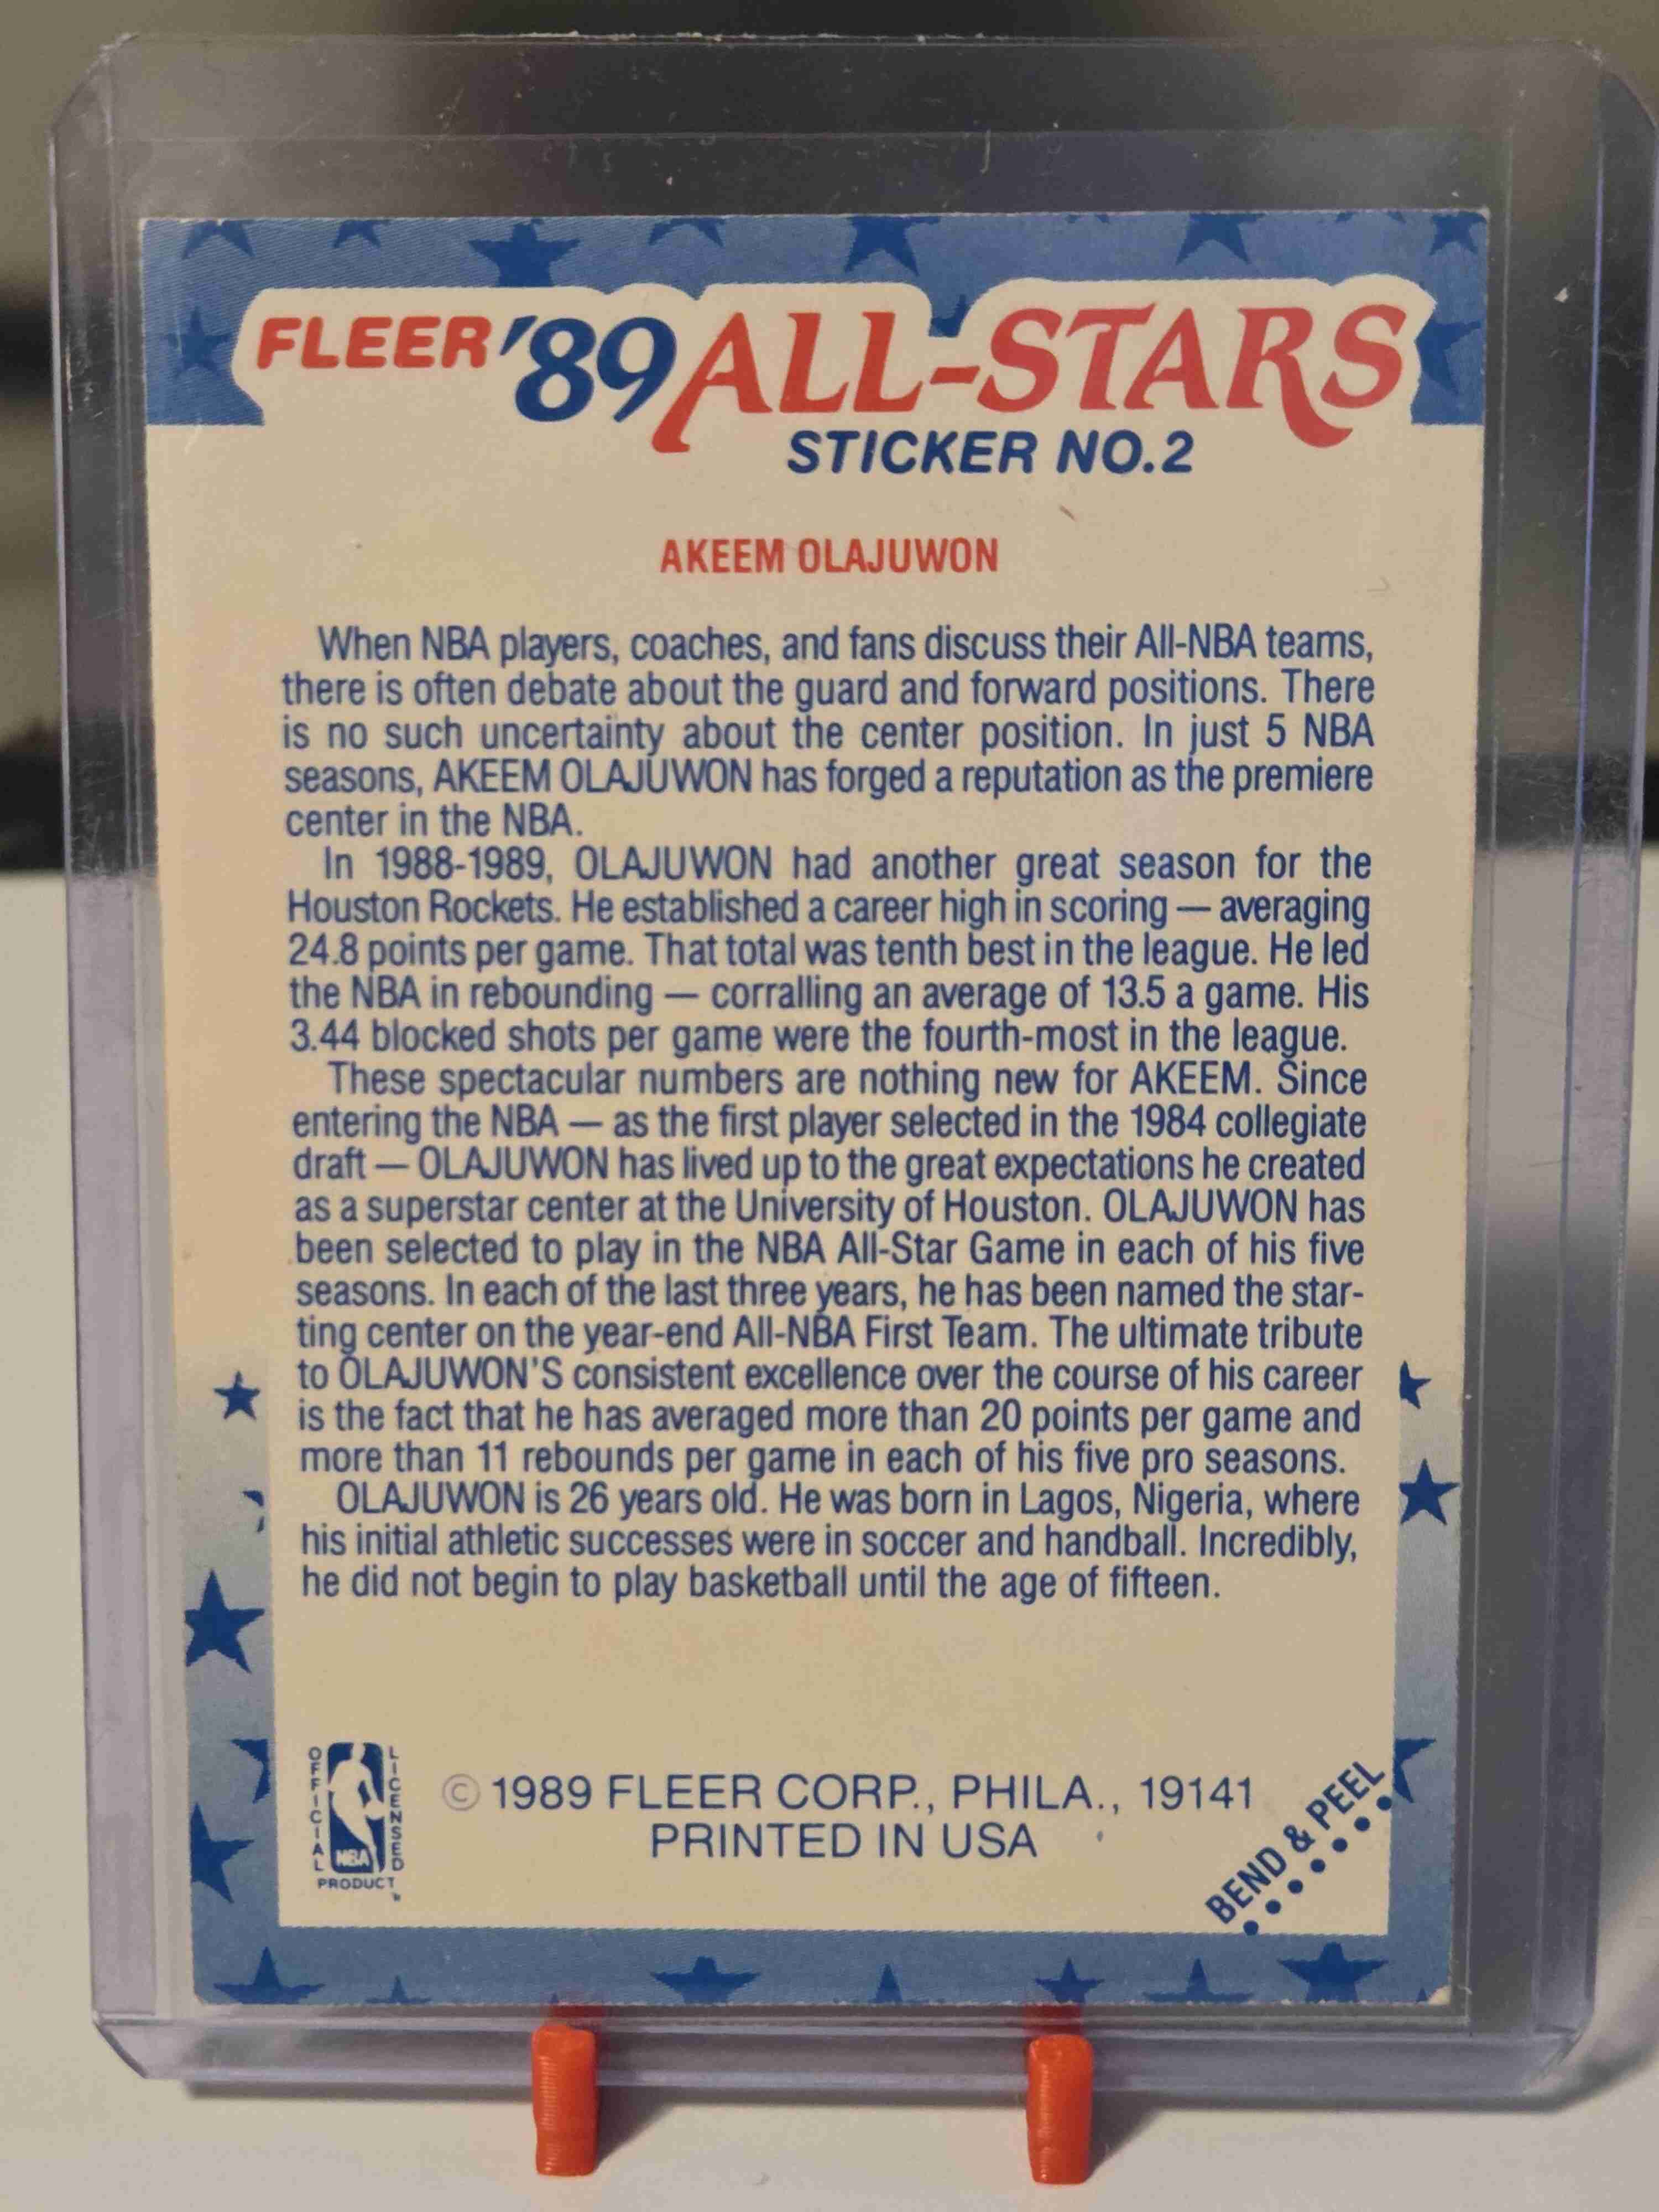 FLEER '89 ALL-STARS
STICKER NO.2
AKEEM OLAJUWON
When NBA players, coaches, and fans discuss their All-NBA teams,
there is often debate about the guard and forward positions. There
is no such uncertainty about the center position. In just 5 NBA
seasons, AKEEM OLAJUWON has forged a reputation as the premiere
center in the NBA.
In 1988-1989, OLAJUWON had another great season for the
Houston Rockets. He established a career high in scoring — averaging
24.8 points per game. That total was tenth best in the league. He led
the NBA in rebounding — corralling an average of 13.5 a game. His
3.44 blocked shots per game were the fourth-most in the league.
These spectacular numbers are nothing new for AKEEM. Since
entering the NBA — as the first player selected in the 1984 collegiate
draft — OLAJUWON has lived up to the great expectations he created
as a superstar center at the University of Houston. OLAJUWON has
been selected to play in the NBA All-Star Game in each of his five
seasons. In each of the last three years, he has been named the star-
ting center on the year-end All-NBA First Team. The ultimate tribute
to OLAJUWON'S consistent excellence over the course of his career
is the fact that he has averaged more than 20 points per game and
more than 11 rebounds per game in each of his five pro seasons.
OLAJUWON is 26 years old. He was born in Lagos, Nigeria, where
his initial athletic successes were in soccer and handball. Incredibly,
he did not begin to play basketball until the age of fifteen.
OFFICIAL LICENSED
NBA
PRODUCT
© 1989 FLEER CORP., PHILA., 19141
PRINTED IN USA
BEND & PEEL